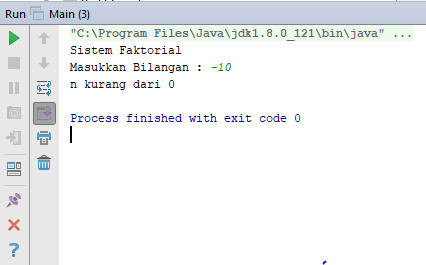 Run Main (3)
"C:\Program Files\Java\jdk1.8.0_121\bin\java" ...
Sistem Faktorial
Masukkan Bilangan : -10
n kurang dari 0
Process finished with exit code 0